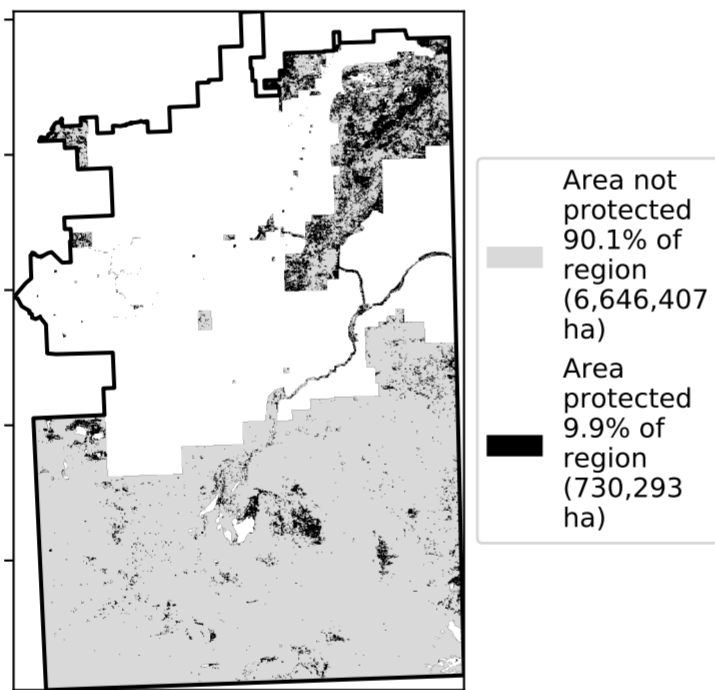 Area not
protected
90.1% of
region
(6,646,407
ha)
Area
protected
9.9% of
region
(730,293
ha)